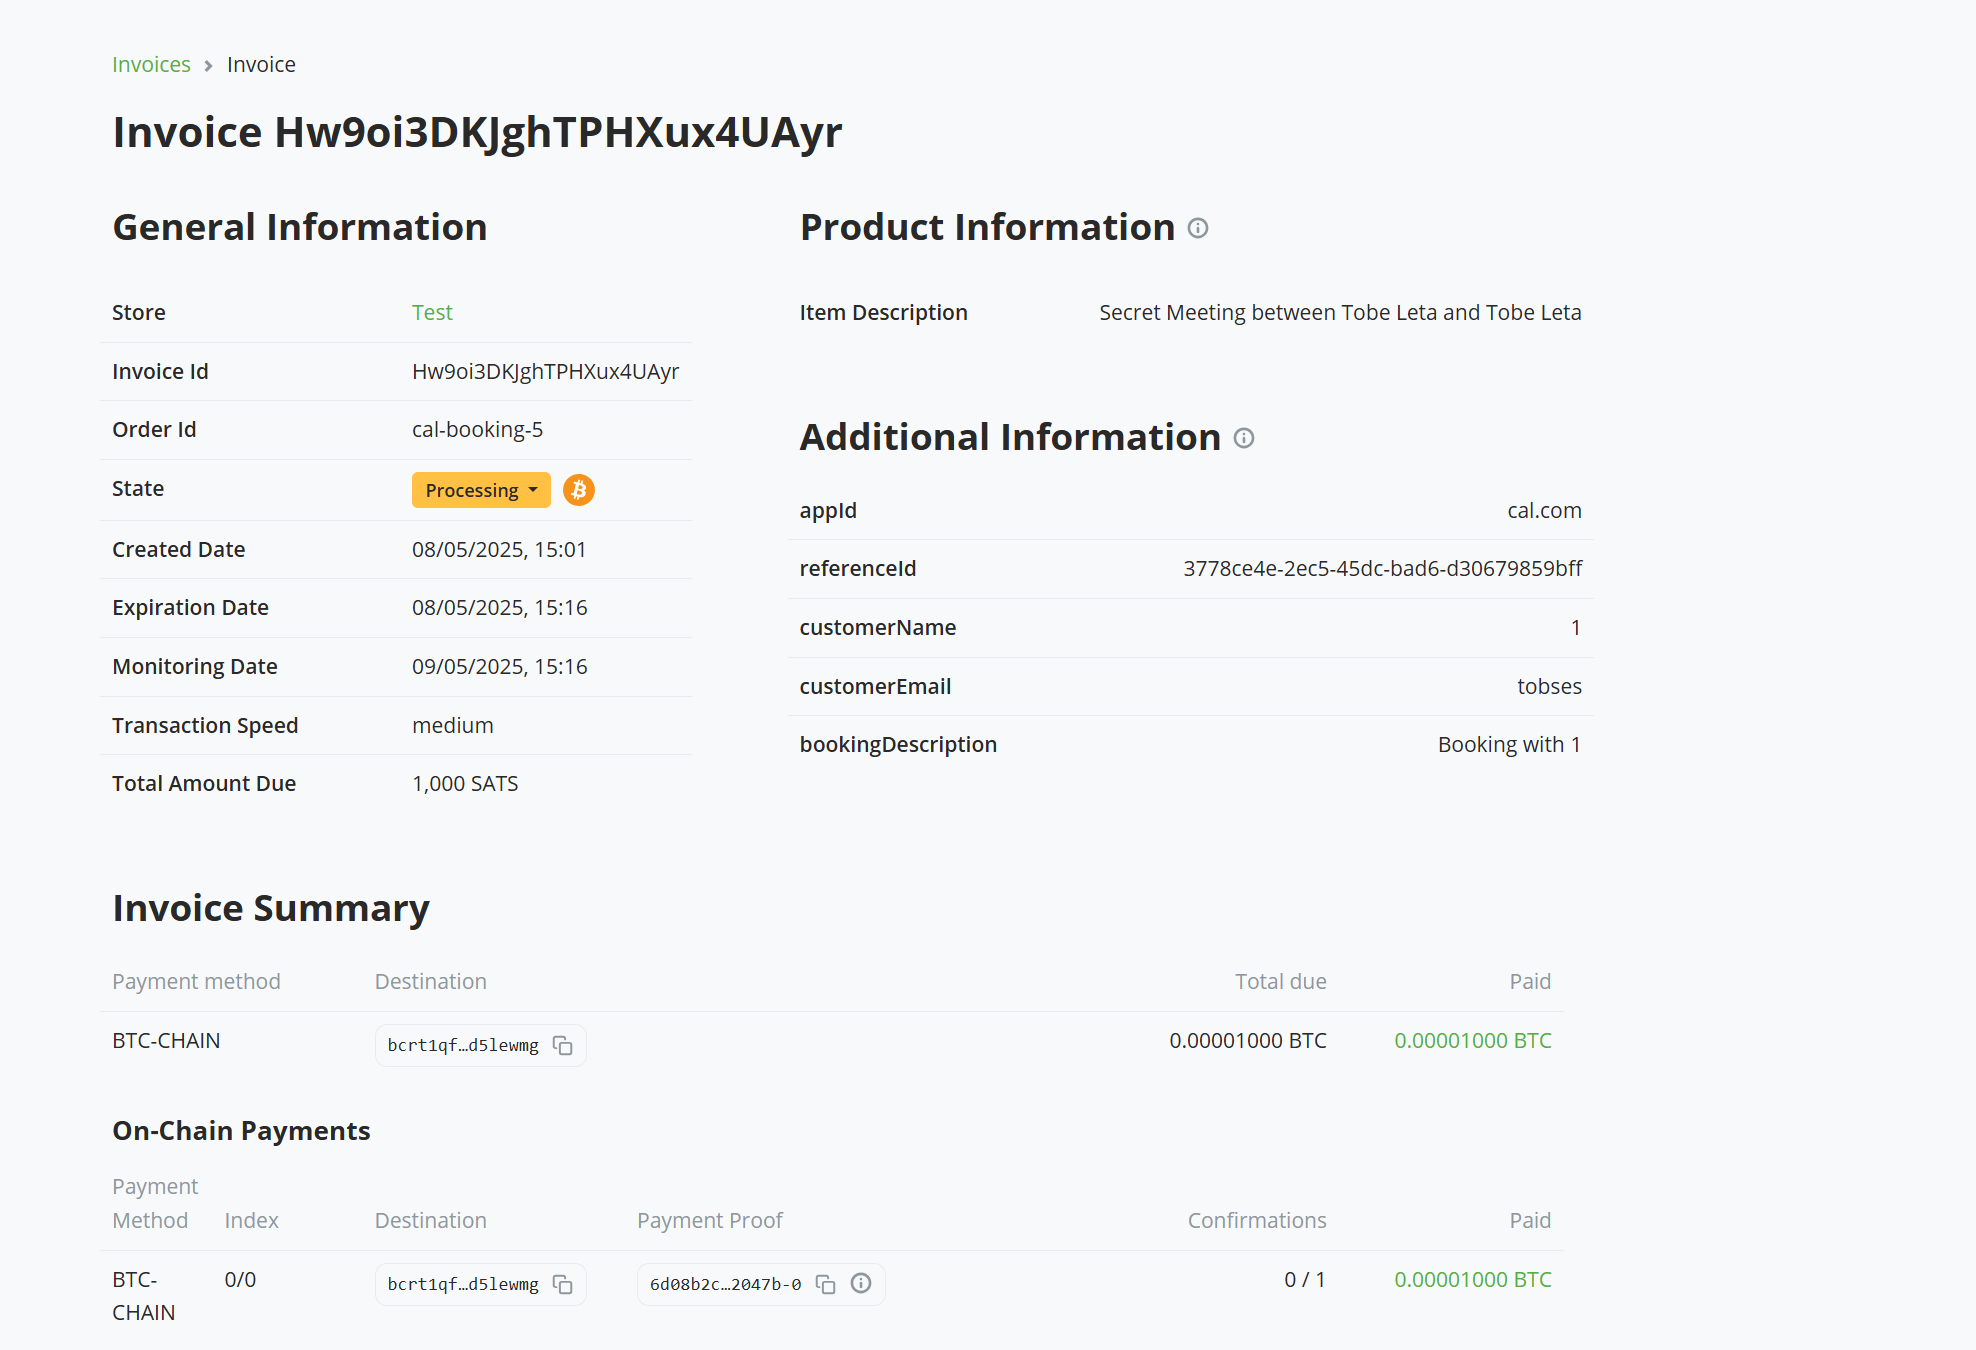 Invoices > Invoice
Invoice Hw9oi3DKJghTPHXux4UAyr
General Information
Store Test
Invoice Id Hw9oi3DKJghTPHXux4UAyr
Order Id cal-booking-5
State Processing
Created Date 08/05/2025, 15:01
Expiration Date 08/05/2025, 15:16
Monitoring Date 09/05/2025, 15:16
Transaction Speed medium
Total Amount Due 1,000 SATS
Product Information
Item Description Secret Meeting between Tobe Leta and Tobe Leta
Additional Information
appId cal.com
referenceId 3778ce4e-2ec5-45dc-bad6-d30679859bff
customerName 1
customerEmail tobses
bookingDescription Booking with 1
Invoice Summary
Payment method Destination Total due Paid
BTC-CHAIN bcrt1qf…d5lewmg 0.00001000 BTC 0.00001000 BTC
On-Chain Payments
Payment
Method Index Destination Payment Proof Confirmations Paid
BTC- 0/0 bcrt1qf…d5lewmg 6d08b2c…2047b-0 0 / 1 0.00001000 BTC
CHAIN